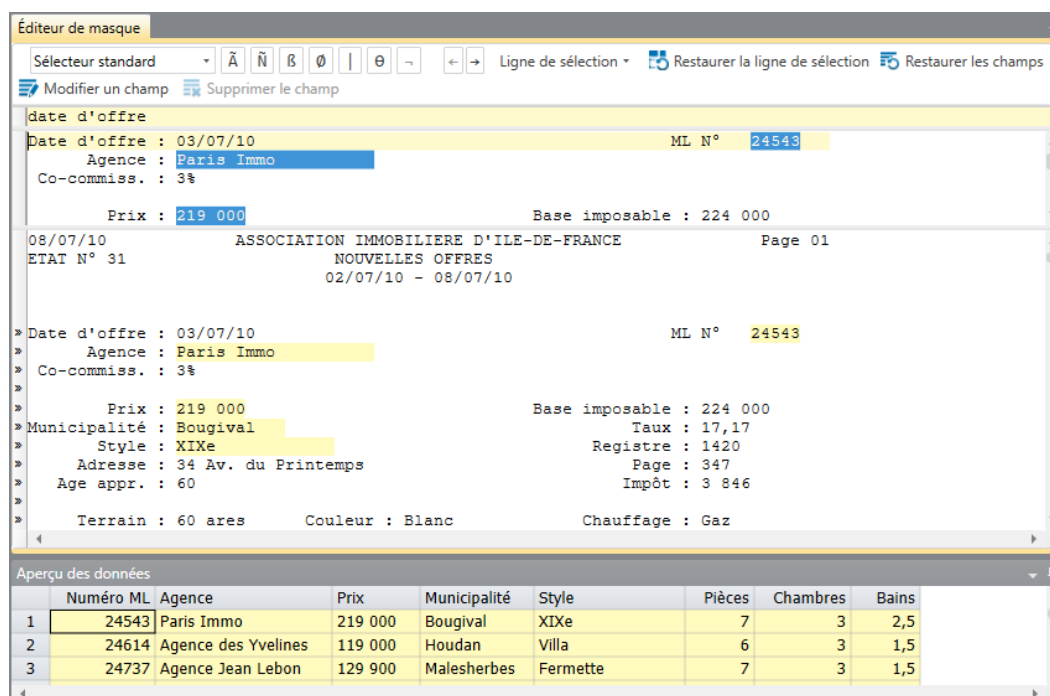 Éditeur de masque
Sélecteur standard Ã Ñ ß Ø | θ ¬ ← → Ligne de sélection Restaurer la ligne de sélection Restaurer les champs
Modifier un champ Supprimer le champ
date d'offre
Date d'offre : 03/07/10 ML N° 24543
Agence : Paris Immo
Co-commiss. : 3%
Prix : 219 000 Base imposable : 224 000
08/07/10 ASSOCIATION IMMOBILIERE D'ILE-DE-FRANCE Page 01
ETAT N° 31 NOUVELLES OFFRES
02/07/10 - 08/07/10
» Date d'offre : 03/07/10 ML N° 24543
» Agence : Paris Immo
» Co-commiss. : 3%
»
» Prix : 219 000 Base imposable : 224 000
» Municipalité : Bougival Taux : 17,17
» Style : XIXe Registre : 1420
» Adresse : 34 Av. du Printemps Page : 347
» Age appr. : 60 Impôt : 3 846
»
» Terrain : 60 ares Couleur : Blanc Chauffage : Gaz
Aperçu des données
Numéro ML Agence Prix Municipalité Style Pièces Chambres Bains
1 24543 Paris Immo 219 000 Bougival XIXe 7 3 2,5
2 24614 Agence des Yvelines 119 000 Houdan Villa 6 3 1,5
3 24737 Agence Jean Lebon 129 900 Malesherbes Fermette 7 3 1,5